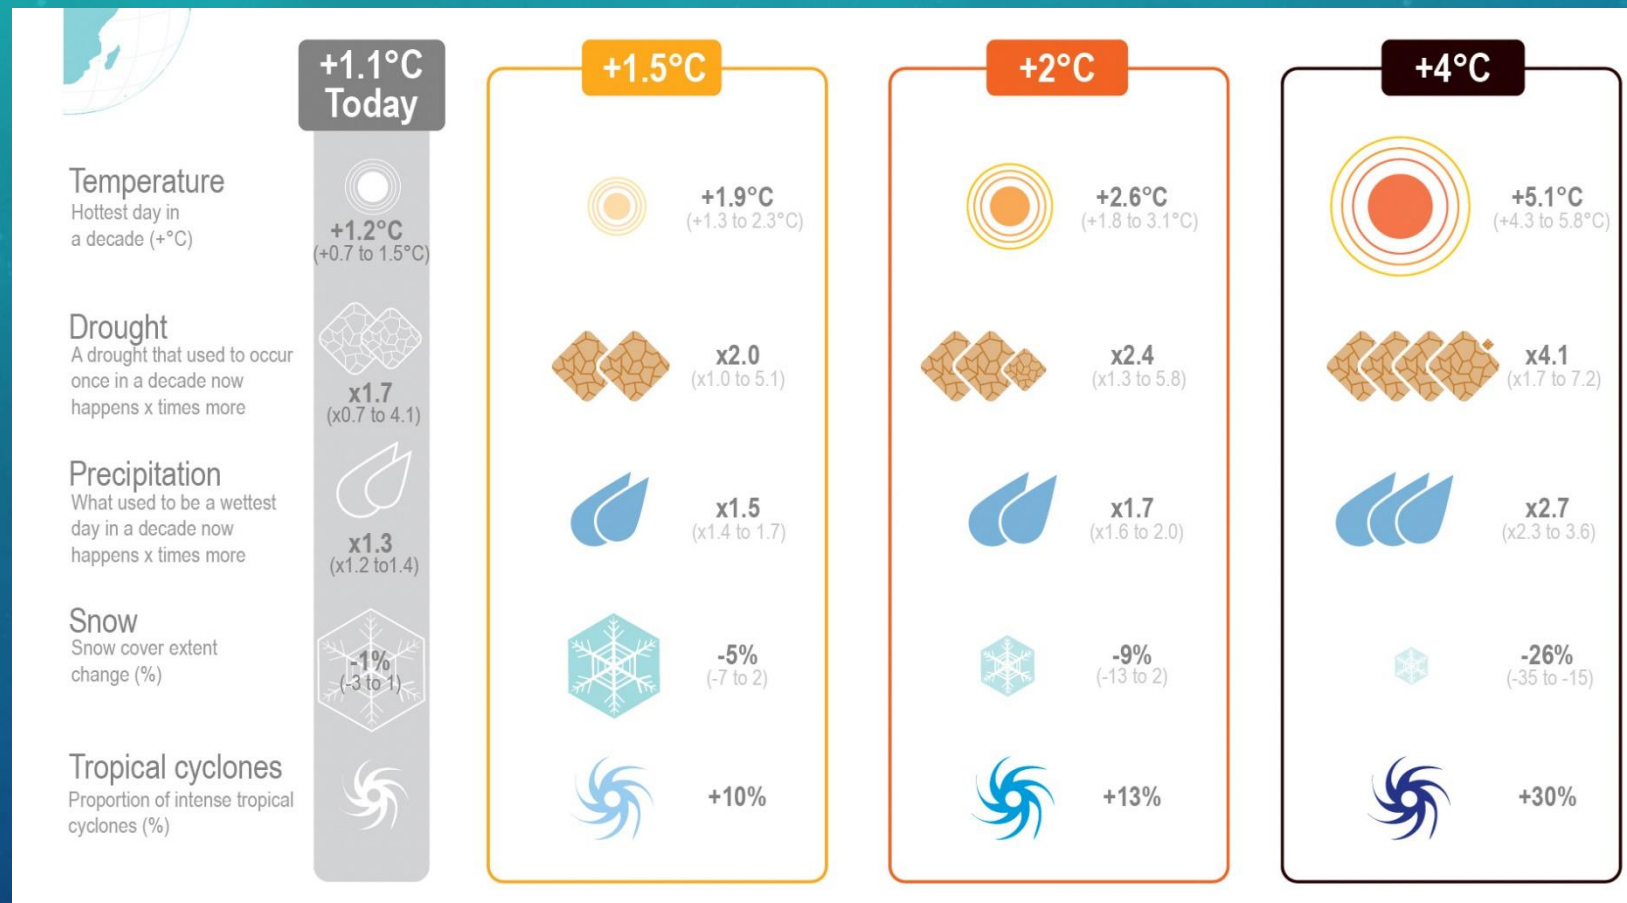 +1.1°C
Today
+1.5°C
+2°C
+4°C
Temperature
Hottest day in
a decade (+°C)
+1.2°C
(+0.7 to 1.5°C)
+1.9°C
(+1.3 to 2.3°C)
+2.6°C
(+1.8 to 3.1°C)
+5.1°C
(+4.3 to 5.8°C)
Drought
A drought that used to occur
once in a decade now
happens x times more
x1.7
(x0.7 to 4.1)
x2.0
(x1.0 to 5.1)
x2.4
(x1.3 to 5.8)
x4.1
(x1.7 to 7.2)
Precipitation
What used to be a wettest
day in a decade now
happens x times more
x1.3
(x1.2 to1.4)
x1.5
(x1.4 to 1.7)
x1.7
(x1.6 to 2.0)
x2.7
(x2.3 to 3.6)
Snow
Snow cover extent
change (%)
-1%
(-3 to 1)
-5%
(-7 to 2)
-9%
(-13 to 2)
-26%
(-35 to -15)
Tropical cyclones
Proportion of intense tropical
cyclones (%)
+10%
+13%
+30%